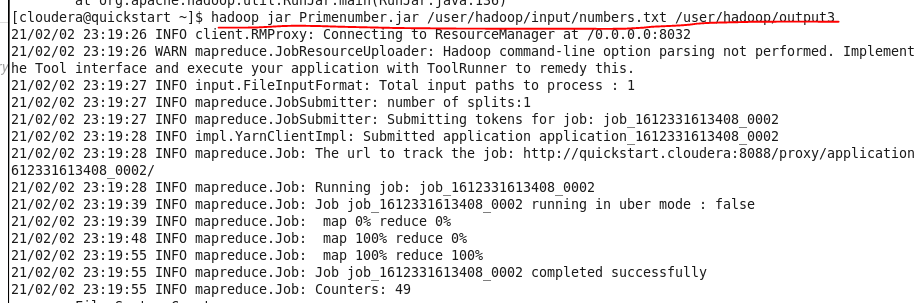 at org.apache.hadoop.util.RunJar.main(RunJar.java:136)
[cloudera@quickstart ~]$ hadoop jar Primenumber.jar /user/hadoop/input/numbers.txt /user/hadoop/output3
21/02/02 23:19:26 INFO client.RMProxy: Connecting to ResourceManager at /0.0.0.0:8032
21/02/02 23:19:26 WARN mapreduce.JobResourceUploader: Hadoop command-line option parsing not performed. Implement
he Tool interface and execute your application with ToolRunner to remedy this.
21/02/02 23:19:27 INFO input.FileInputFormat: Total input paths to process : 1
21/02/02 23:19:27 INFO mapreduce.JobSubmitter: number of splits:1
21/02/02 23:19:27 INFO mapreduce.JobSubmitter: Submitting tokens for job: job_1612331613408_0002
21/02/02 23:19:28 INFO impl.YarnClientImpl: Submitted application application_1612331613408_0002
21/02/02 23:19:28 INFO mapreduce.Job: The url to track the job: http://quickstart.cloudera:8088/proxy/application
612331613408_0002/
21/02/02 23:19:28 INFO mapreduce.Job: Running job: job_1612331613408_0002
21/02/02 23:19:39 INFO mapreduce.Job: Job job_1612331613408_0002 running in uber mode : false
21/02/02 23:19:39 INFO mapreduce.Job:  map 0% reduce 0%
21/02/02 23:19:48 INFO mapreduce.Job:  map 100% reduce 0%
21/02/02 23:19:55 INFO mapreduce.Job:  map 100% reduce 100%
21/02/02 23:19:55 INFO mapreduce.Job: Job job_1612331613408_0002 completed successfully
21/02/02 23:19:55 INFO mapreduce.Job: Counters: 49